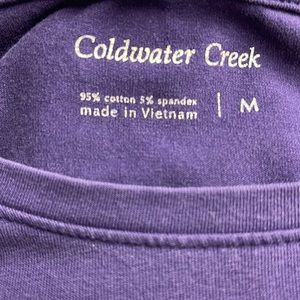 Coldwater Creek
95% cotton 5% spandex
made in Vietnam | M